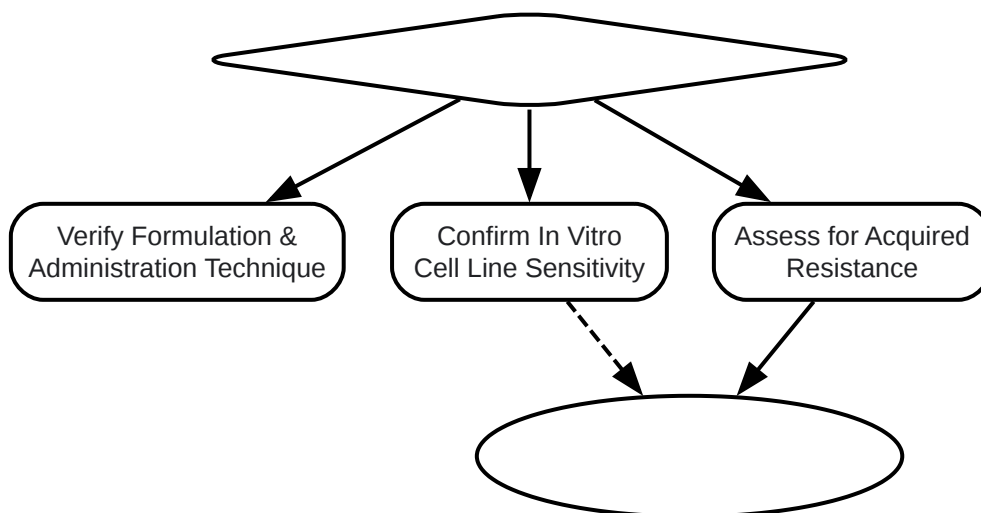 Verify Formulation &
Administration Technique
Confirm In Vitro
Cell Line Sensitivity
Assess for Acquired
Resistance